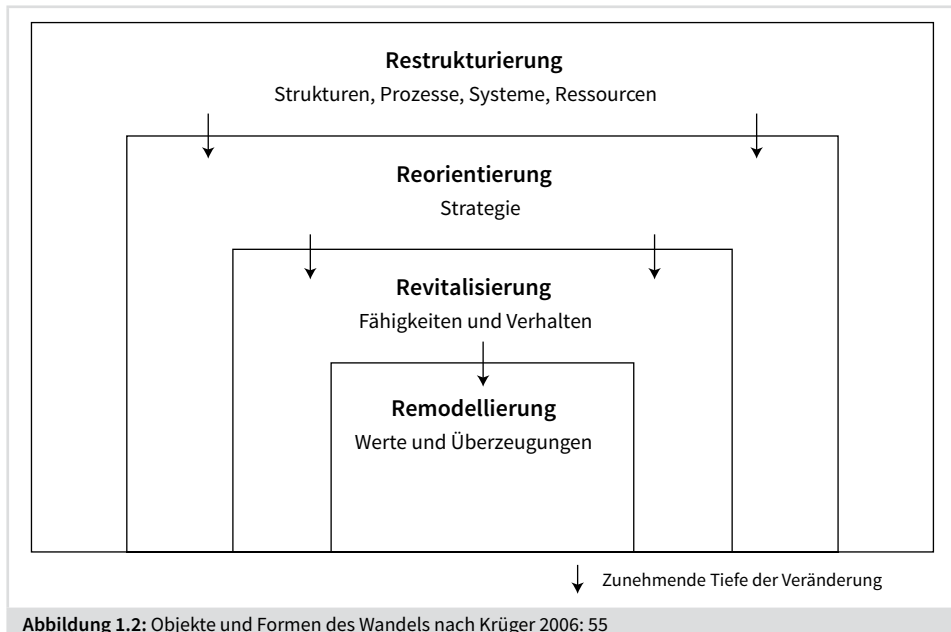 Restrukturierung
Strukturen, Prozesse, Systeme, Ressourcen
Reorientierung
Strategie
Revitalisierung
Fähigkeiten und Verhalten
Remodellierung
Werte und Überzeugungen
Zunehmende Tiefe der Veränderung
Abbildung 1.2: Objekte und Formen des Wandels nach Krüger 2006: 55